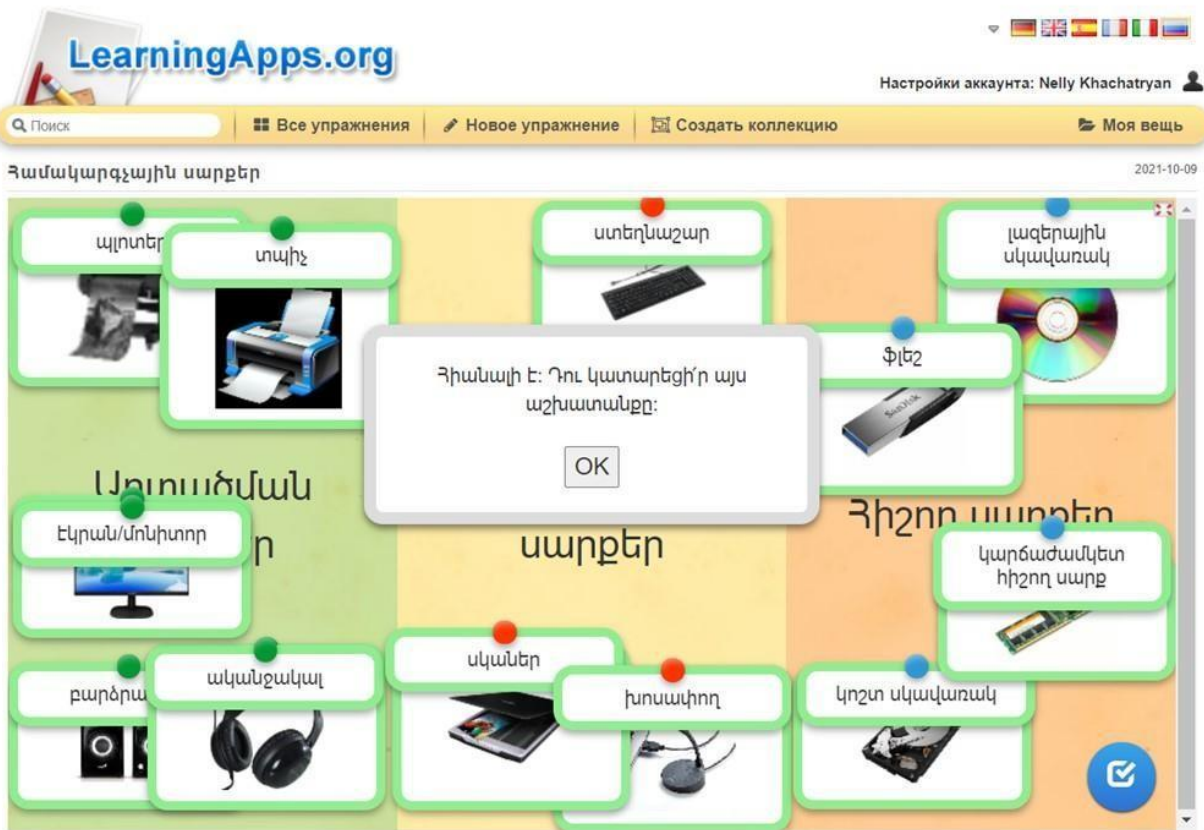 LearningApps.org
Настройки аккаунта: Nelly Khachatryan
Поиск
Все упражнения
Новое упражнение
Создать коллекцию
Моя вещь
Համակարգչային սարքեր
2021-10-09
պլոտեր
տպիչ
ստեղնաշար
լազերային
սկավառակ
ֆլեշ
SanDisk
Հիանալի է: Դու կատարեցի՛ր այս
աշխատանքը:
OK
սարքեր
էկրան/մոնիտոր
կարճաժամկետ
հիշող սարք
ականջակալ
սկաներ
խոսափող
կոշտ սկավառակ